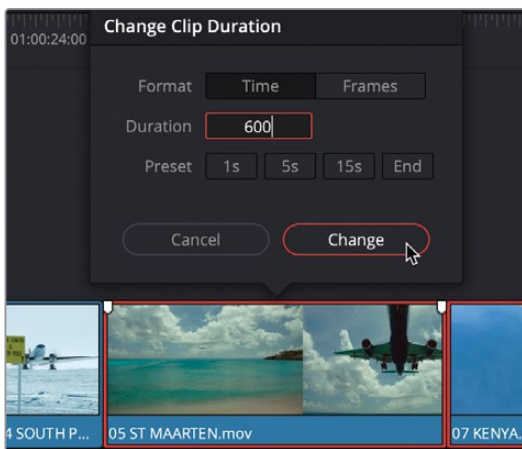 Change Clip Duration
01:00:24:00
Format Time Frames
Duration 600
Preset 1s 5s 15s End
Cancel Change
4 SOUTH P... 05 ST MAARTEN.mov 07 KENYA.